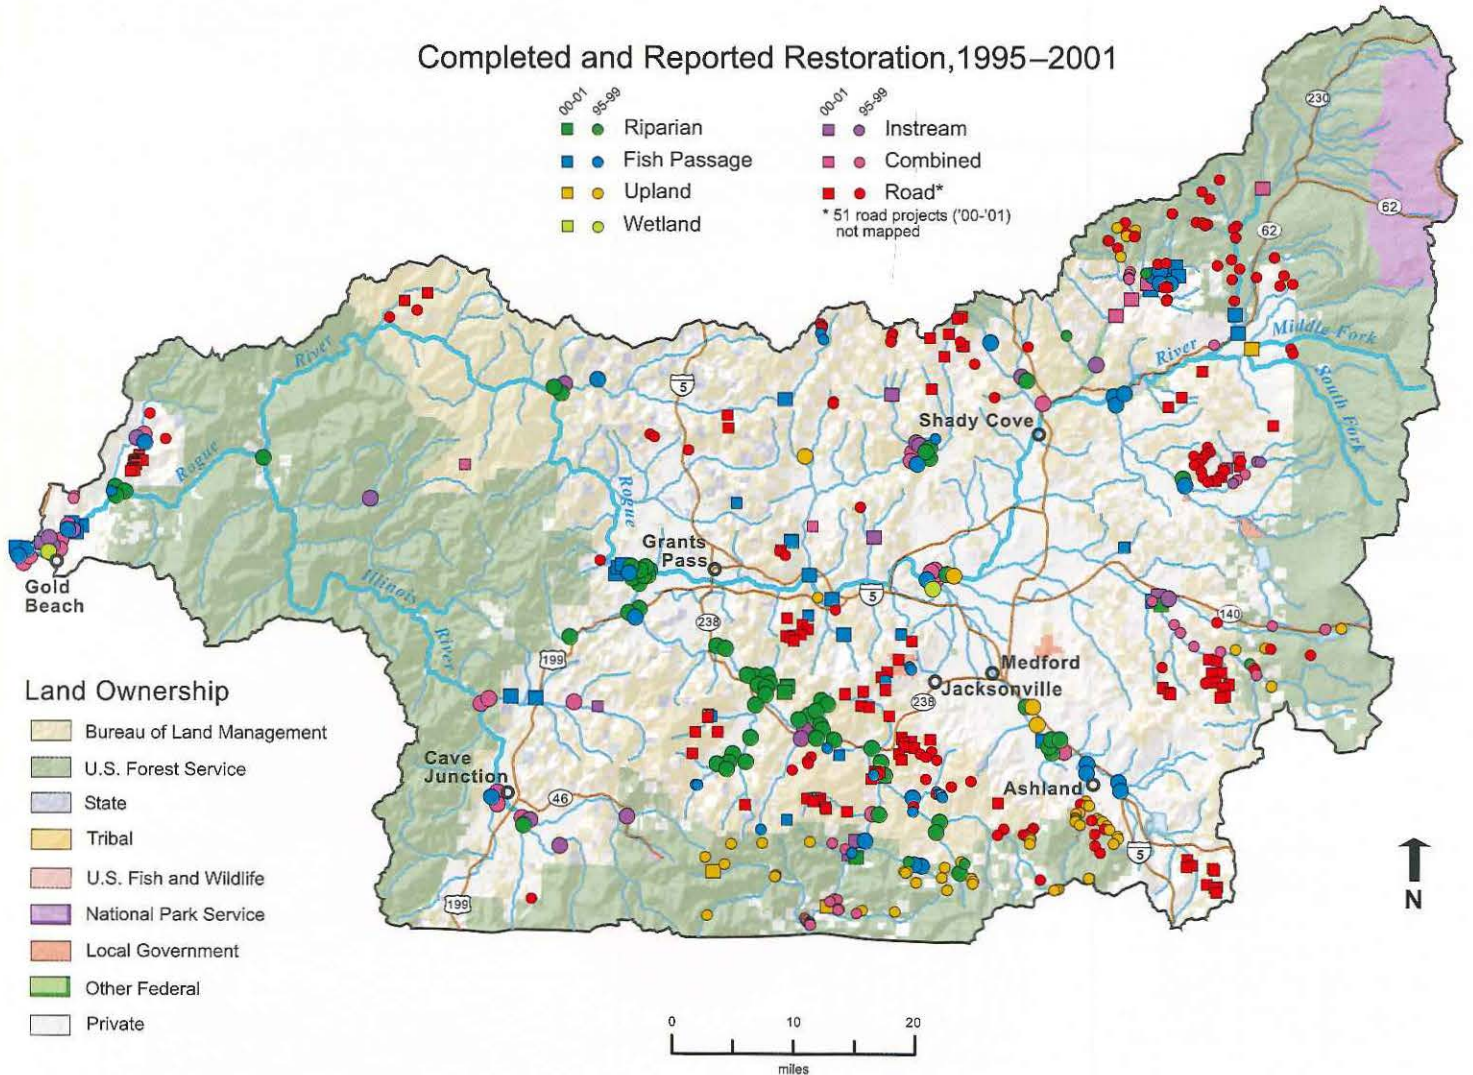 Completed and Reported Restoration,1995–2001
00-01 95-99
Riparian
Fish Passage
Upland
Wetland
00-01 95-99
Instream
Combined
Road*
* 51 road projects ('00-'01)
not mapped
230
62
62
Middle Fork
River
South Fork
River
5
Shady Cove
Rogue
Rogue
Grants
Pass
Gold
Beach
Illinois
River
5
140
238
199
Medford
Jacksonville
238
Cave
Junction
46
Ashland
5
199
Land Ownership
Bureau of Land Management
U.S. Forest Service
State
Tribal
U.S. Fish and Wildlife
National Park Service
Local Government
Other Federal
Private
N
0 10 20
miles